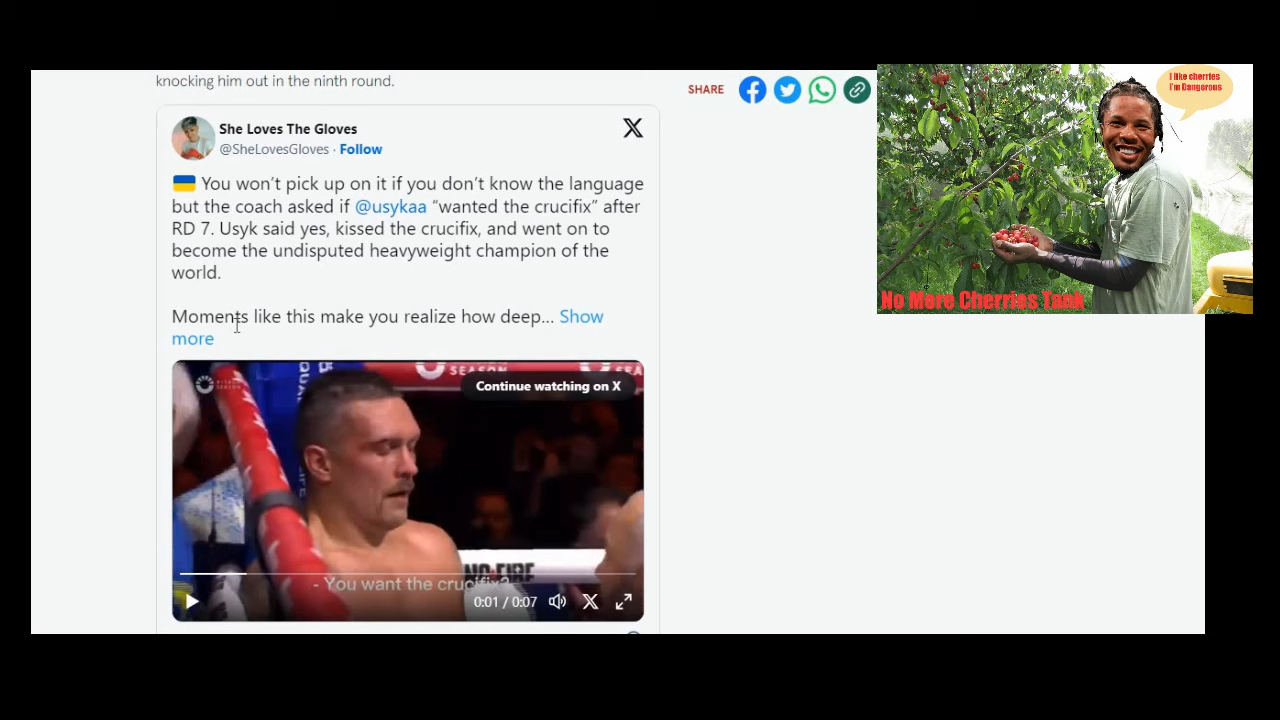 knocking him out in the ninth round.
SHARE
She Loves The Gloves
@SheLovesGloves · Follow
You won’t pick up on it if you don’t know the language
but the coach asked if @usykaa “wanted the crucifix” after
RD 7. Usyk said yes, kissed the crucifix, and went on to
become the undisputed heavyweight champion of the
world.
Moments like this make you realize how deep... Show
more
SEASON
Continue watching on X
NO FIRE
- You want the crucifix?
0:01 / 0:07
I like cherries
I'm Dangerous
No More Cherries Tank